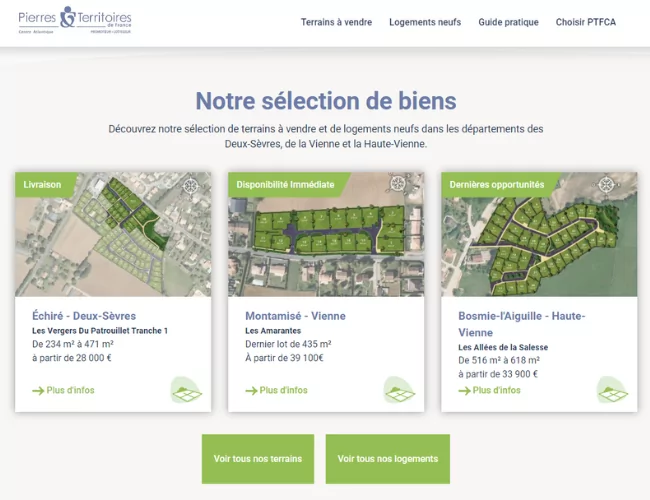 Pierres & Territoires
de France
Centre Atlantique
Terrains à vendre
Logements neufs
Guide pratique
Choisir PTFCA
Notre sélection de biens
Découvrez notre sélection de terrains à vendre et de logements neufs dans les départements des
Deux-Sèvres, de la Vienne et la Haute-Vienne.
Livraison
Échiré - Deux-Sèvres
Les Vergers Du Patrouillet Tranche 1
De 234 m² à 471 m²
à partir de 28 000 €
Plus d'infos
Disponibilité Immédiate
Montamisé - Vienne
Les Amarantes
Dernier lot de 435 m²
À partir de 39 100€
Plus d'infos
Dernières opportunités
Bosmie-l'Aiguille - Haute-
Vienne
Les Allées de la Salesse
De 516 m² à 618 m²
à partir de 33 900 €
Plus d'infos
Voir tous nos terrains
Voir tous nos logements